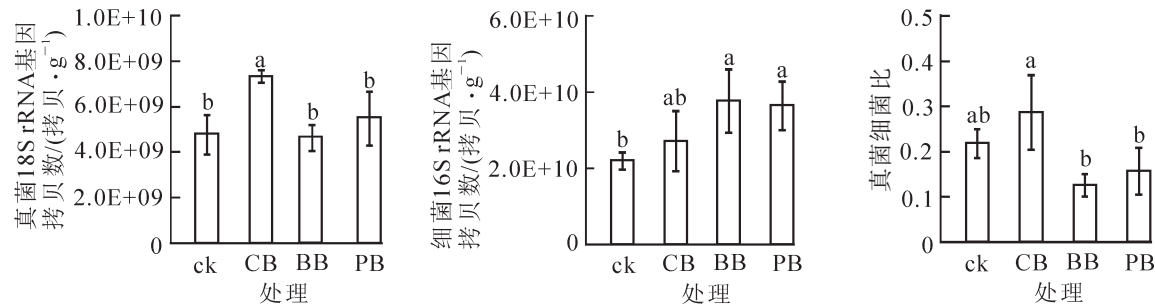 真菌18S rRNA基因
拷贝数/(拷贝·g⁻¹)
1.0E+10
8.0E+09
6.0E+09
4.0E+09
2.0E+09
0
b
a
b
b
ck
CB
BB
PB
处理
细菌16S rRNA基因
拷贝数/(拷贝·g⁻¹)
6.0E+10
4.0E+10
2.0E+10
0
b
ab
a
a
ck
CB
BB
PB
处理
真菌细菌比
0.5
0.4
0.3
0.2
0.1
0
ab
a
b
b
ck
CB
BB
PB
处理